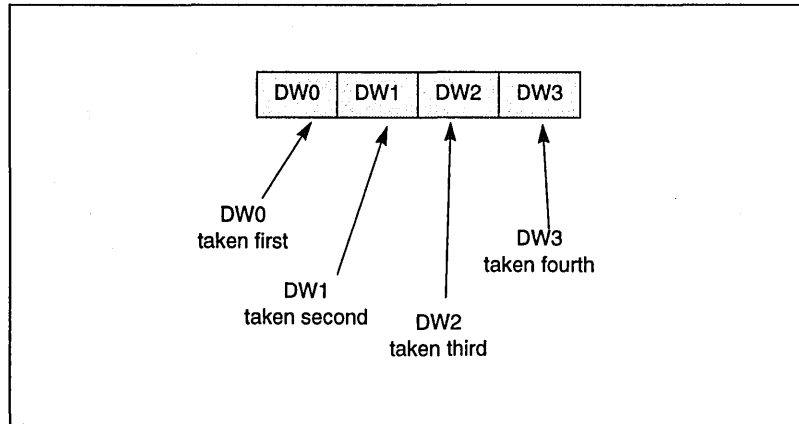 DW0 DW1 DW2 DW3
DW0
taken first
DW1
taken second
DW2
taken third
DW3
taken fourth